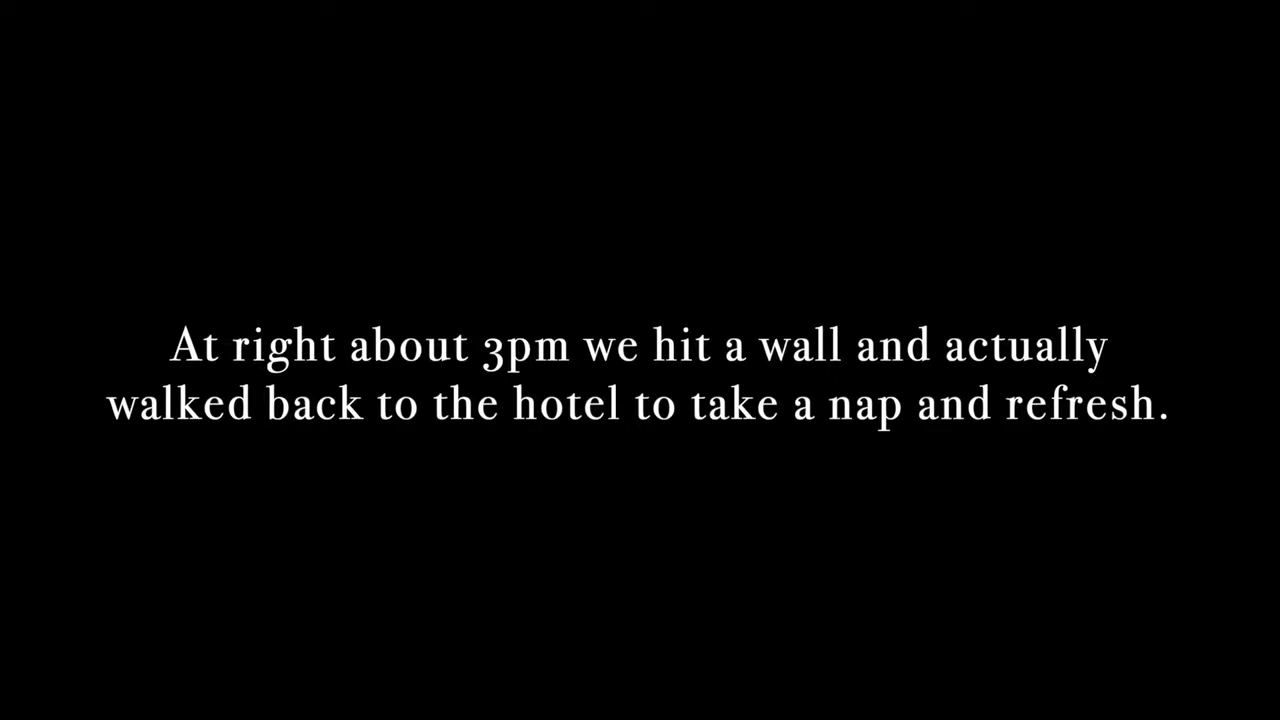 At right about 3pm we hit a wall and actually
walked back to the hotel to take a nap and refresh.